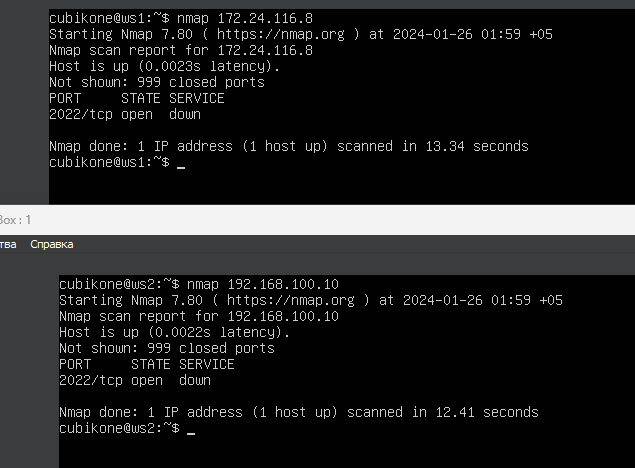 cubikone@ws1:~$ nmap 172.24.116.8
Starting Nmap 7.80 ( https://nmap.org ) at 2024-01-26 01:59 +05
Nmap scan report for 172.24.116.8
Host is up (0.0023s latency).
Not shown: 999 closed ports
PORT     STATE SERVICE
2022/tcp open  down
Nmap done: 1 IP address (1 host up) scanned in 13.34 seconds
cubikone@ws1:~$ _
Box : 1
тва Справка
cubikone@ws2:~$ nmap 192.168.100.10
Starting Nmap 7.80 ( https://nmap.org ) at 2024-01-26 01:59 +05
Nmap scan report for 192.168.100.10
Host is up (0.0022s latency).
Not shown: 999 closed ports
PORT     STATE SERVICE
2022/tcp open  down
Nmap done: 1 IP address (1 host up) scanned in 12.41 seconds
cubikone@ws2:~$ _